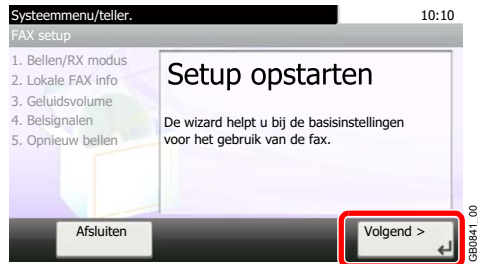 Systeemmenu/teller.
10:10
FAX setup
1. Bellen/RX modus
2. Lokale FAX info
3. Geluidsvolume
4. Belsignalen
5. Opnieuw bellen
Setup opstarten
De wizard helpt u bij de basisinstellingen
voor het gebruik van de fax.
Afsluiten
Volgend >
GB0841_00